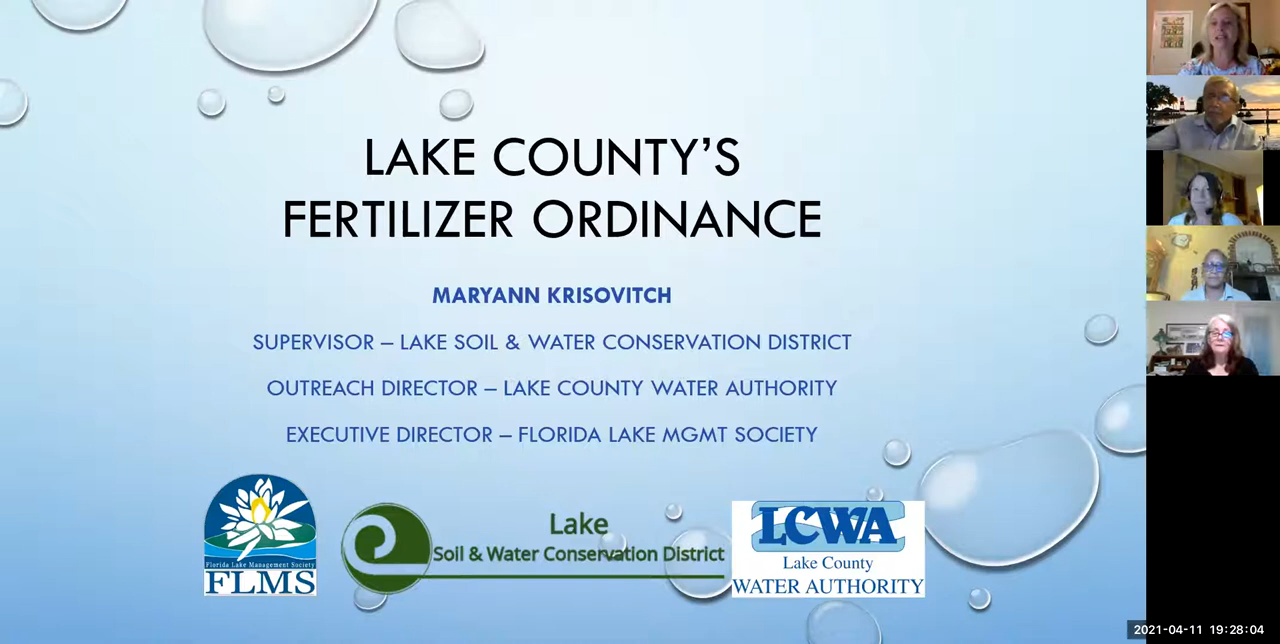 LAKE COUNTY’S
FERTILIZER ORDINANCE
MARYANN KRISOVITCH
SUPERVISOR – LAKE SOIL & WATER CONSERVATION DISTRICT
OUTREACH DIRECTOR – LAKE COUNTY WATER AUTHORITY
EXECUTIVE DIRECTOR – FLORIDA LAKE MGMT SOCIETY
Florida Lake Management Society
FLMS
Lake
Soil & Water Conservation District
LCWA
Lake County
WATER AUTHORITY
2021-04-11 19:28:04